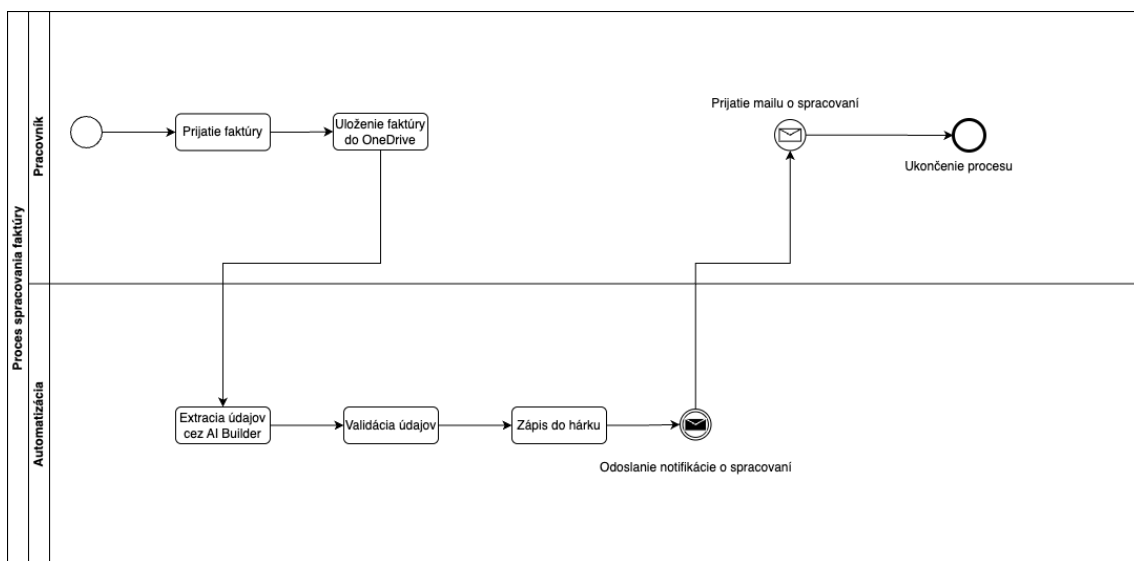 Proces spracovania faktúry
Pracovník
Prijatie faktúry
Uloženie faktúry
do OneDrive
Prijatie mailu o spracovaní
Ukončenie procesu
Automatizácia
Extracia údajov
cez AI Builder
Validácia údajov
Zápis do hárku
Odoslanie notifikácie o spracovaní